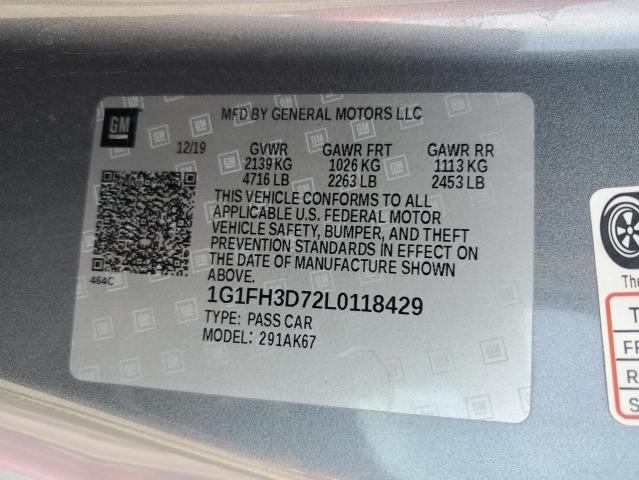 GM
MFD BY GENERAL MOTORS LLC
12/19 GVWR GAWR FRT GAWR RR
2139 KG 1026 KG 1113 KG
4716 LB 2263 LB 2453 LB
THIS VEHICLE CONFORMS TO ALL
APPLICABLE U.S. FEDERAL MOTOR
VEHICLE SAFETY, BUMPER, AND THEFT
PREVENTION STANDARDS IN EFFECT ON
THE DATE OF MANUFACTURE SHOWN
ABOVE.
464C
1G1FH3D72L0118429
TYPE: PASS CAR
MODEL: 291AK67
The
T
FR
R
S